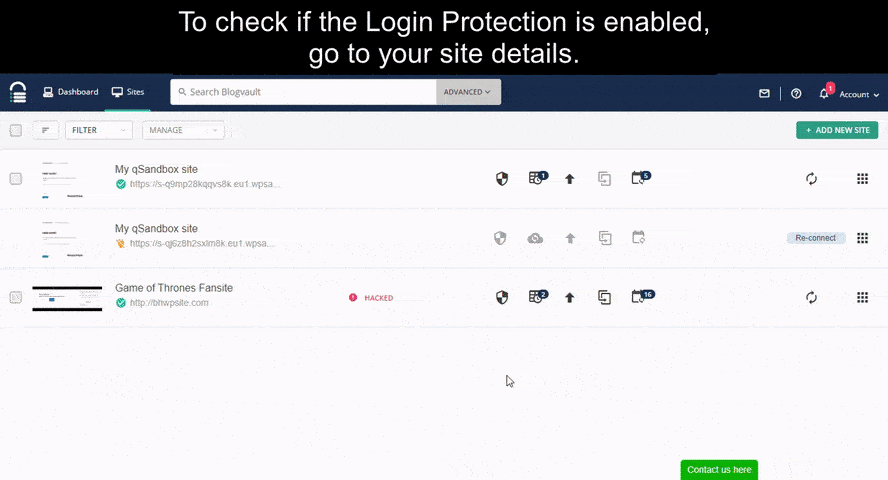 To check if the Login Protection is enabled,
go to your site details.
Dashboard
Sites
Search Blogvault
ADVANCED
1
Account
FILTER
MANAGE
+ ADD NEW SITE
My qSandbox site
https://s-q9mp28kqqvs8k.eu1.wpsa...
1
5
My qSandbox site
https://s-qj6z8h2sxlm8k.eu1.wpsa...
Re-connect
Game of Thrones Fansite
http://bhwpsite.com
HACKED
2
16
Contact us here